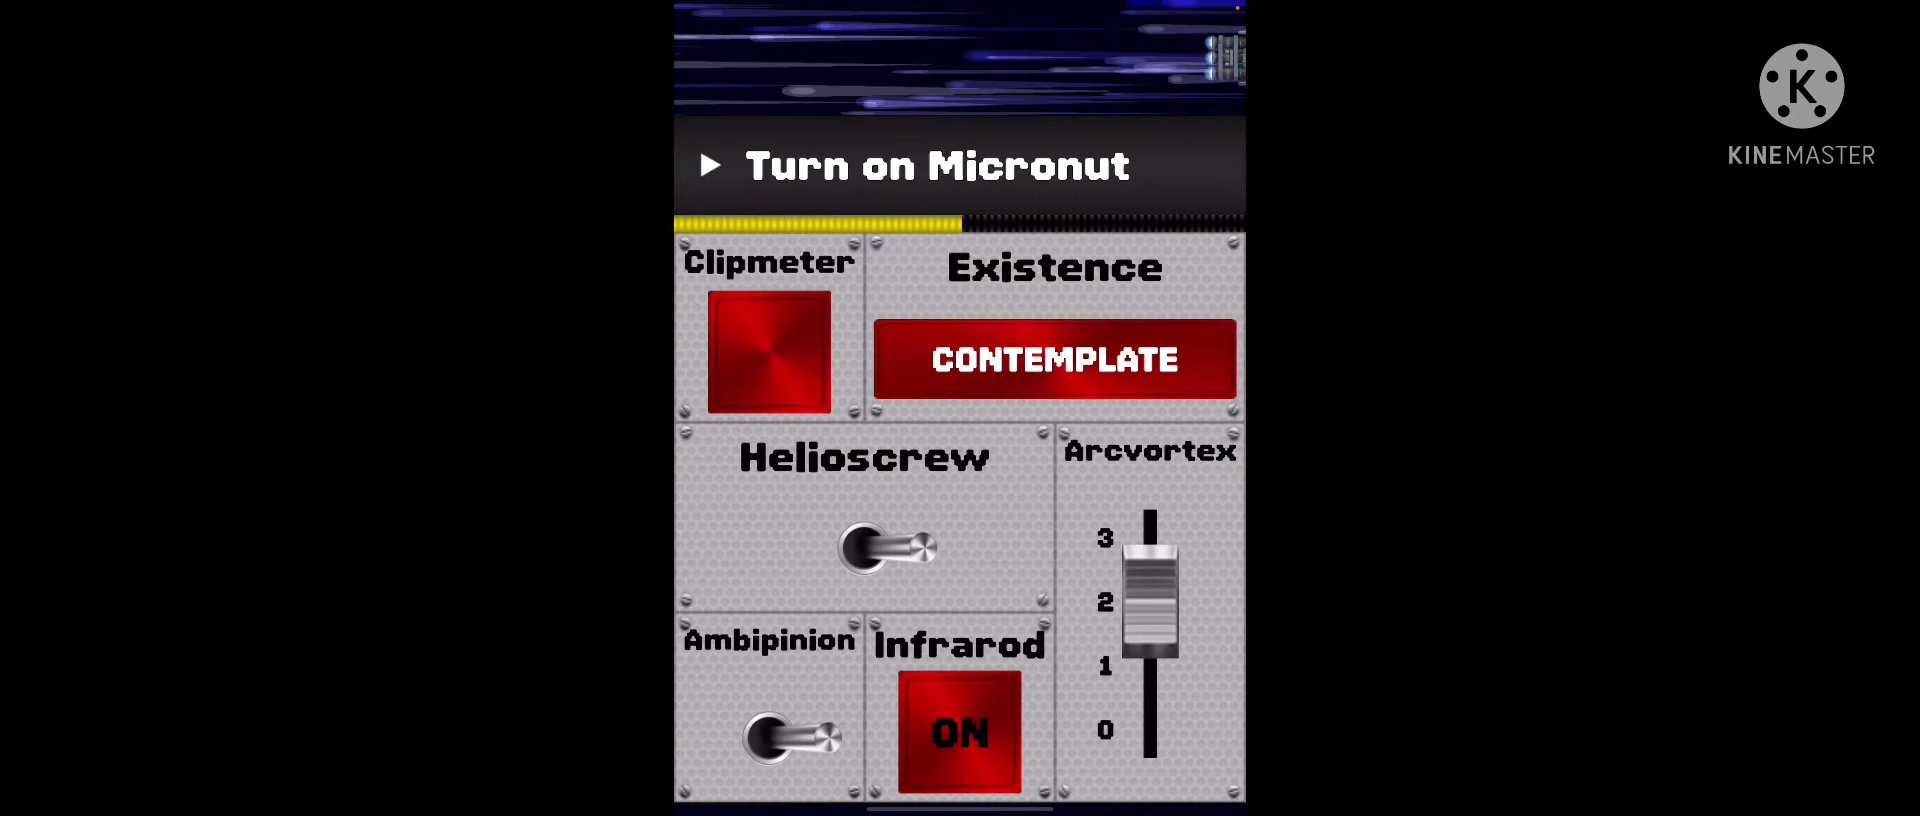 K
KINEMASTER
Turn on Micronut
Clipmeter
Existence
CONTEMPLATE
Helioscrew
Arcvortex
3
2
1
0
Ambipinion
Infrarod
ON